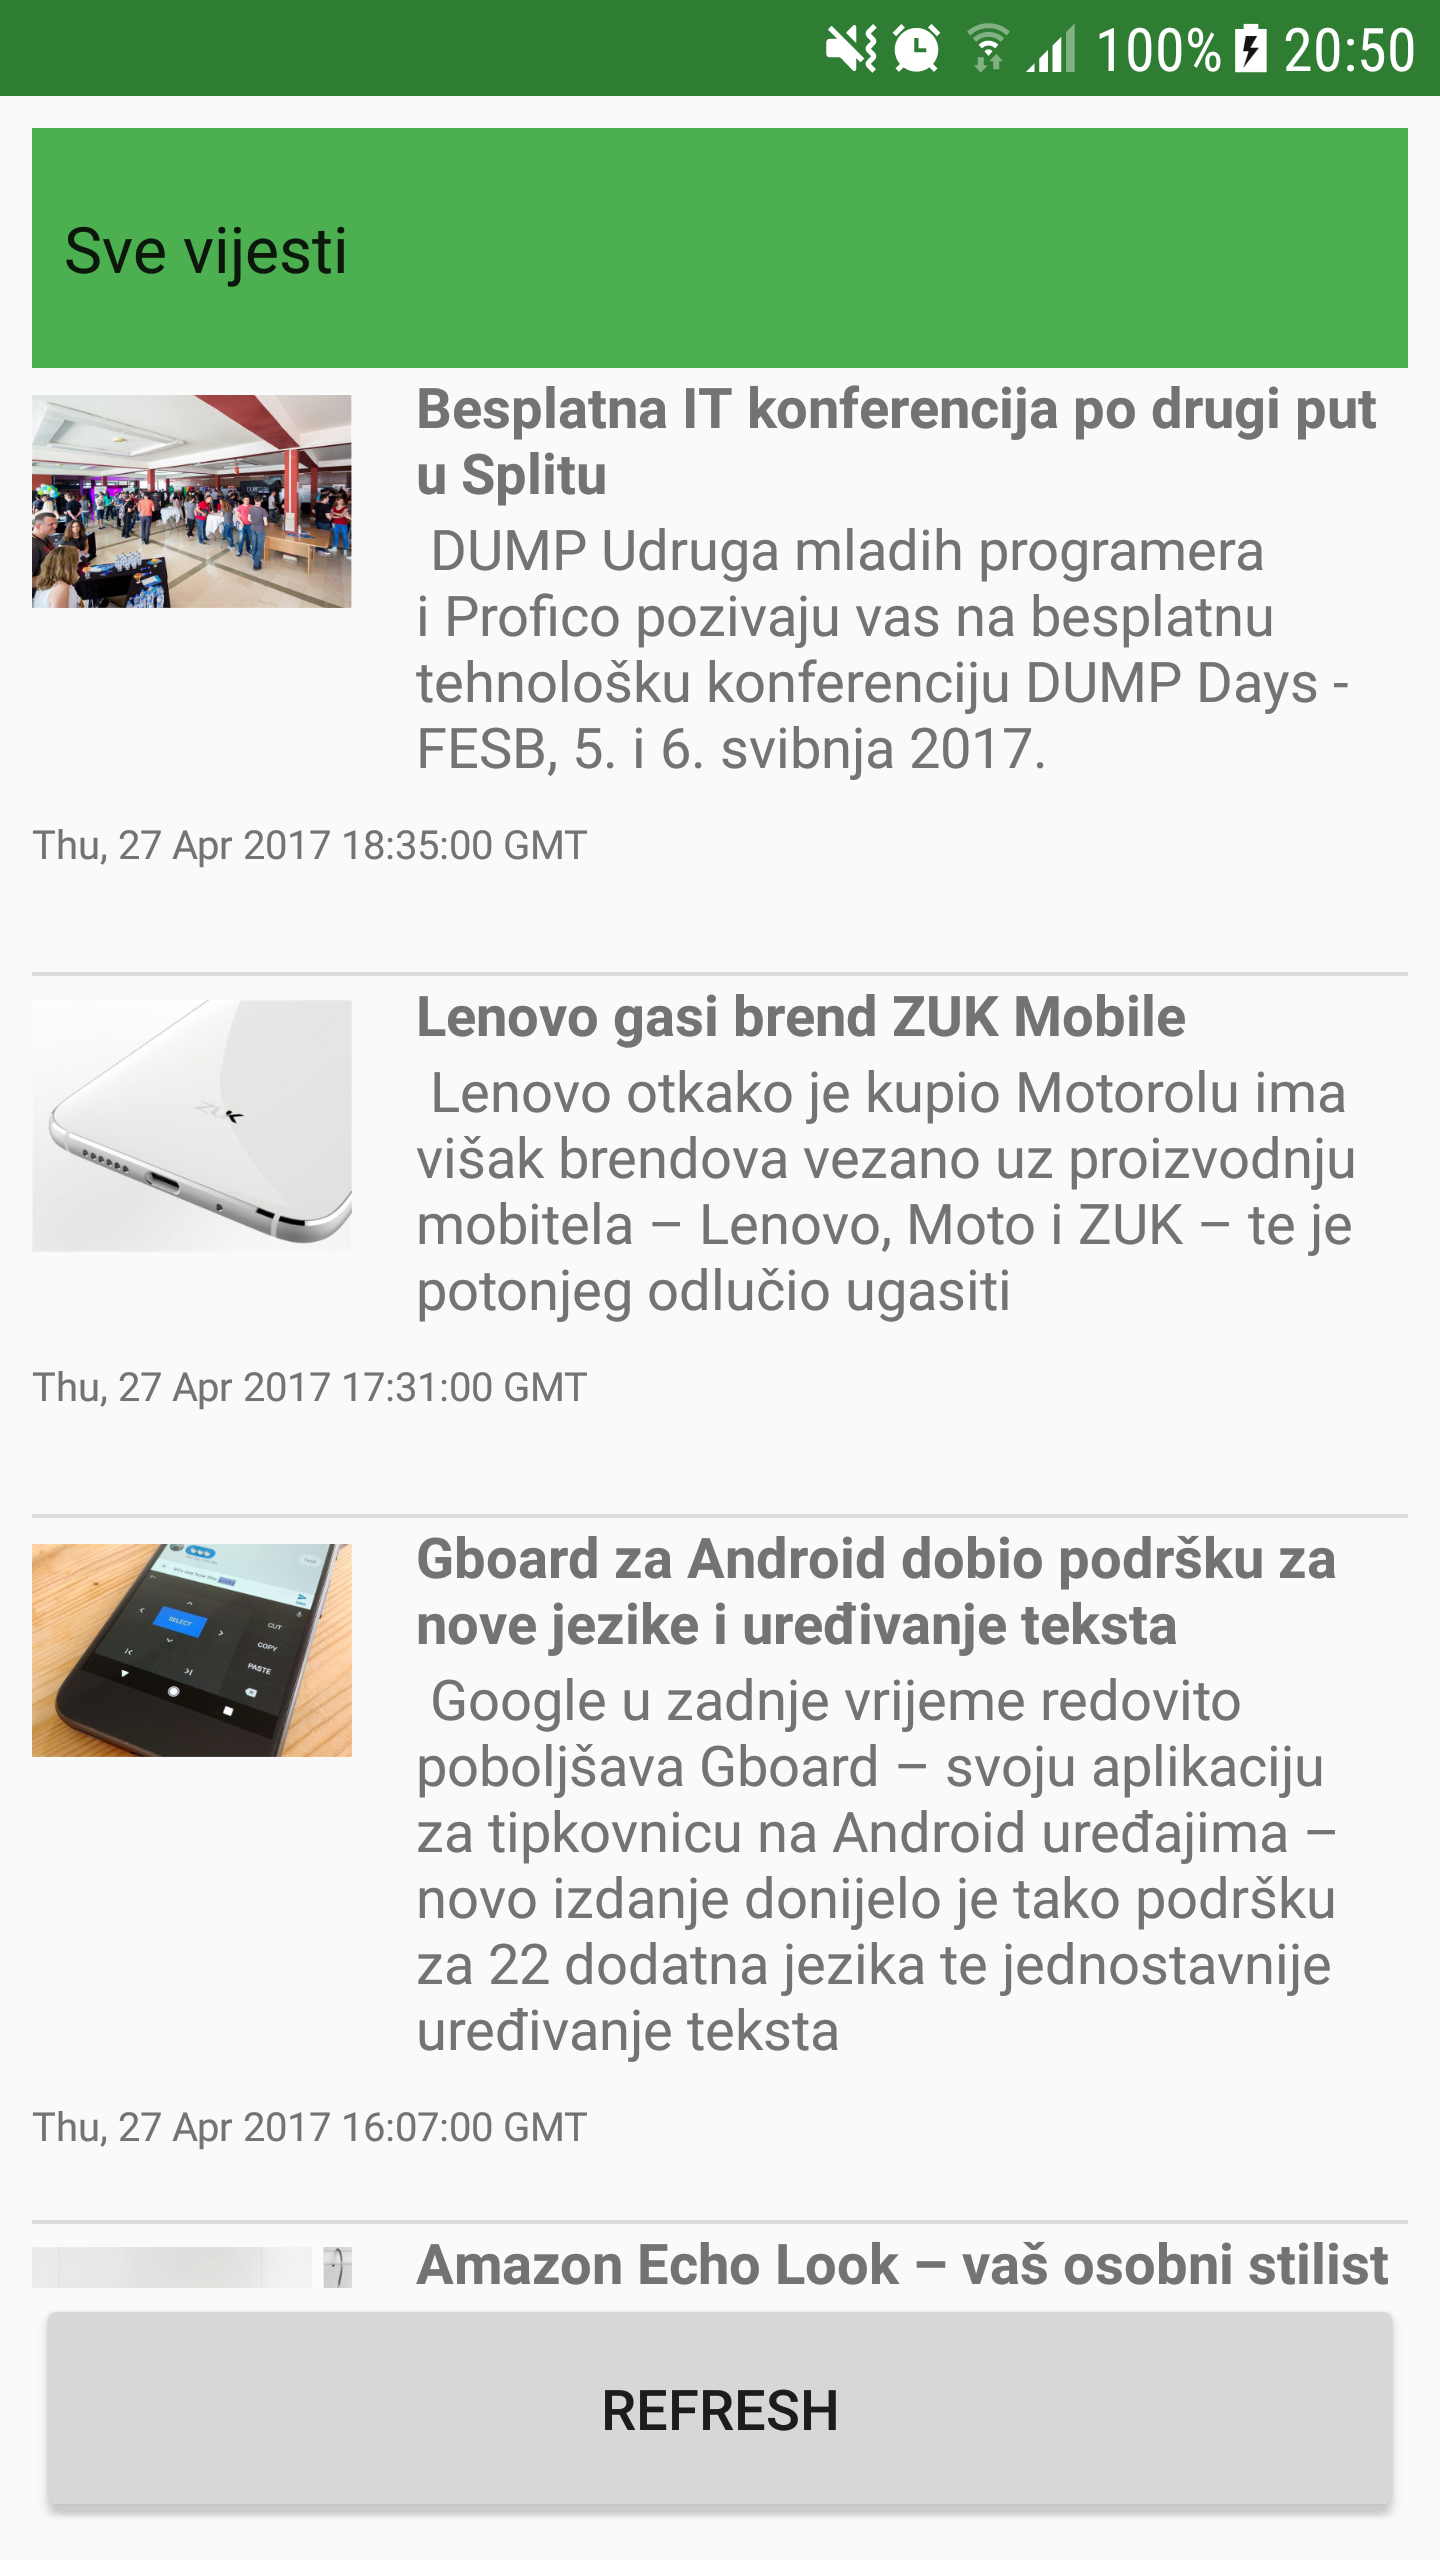 100% 20:50
Sve vijesti
Besplatna IT konferencija po drugi put
u Splitu
DUMP Udruga mladih programera
i Profico pozivaju vas na besplatnu
tehnološku konferenciju DUMP Days -
FESB, 5. i 6. svibnja 2017.
Thu, 27 Apr 2017 18:35:00 GMT
ZUK
Lenovo gasi brend ZUK Mobile
Lenovo otkako je kupio Motorolu ima
višak brendova vezano uz proizvodnju
mobitela – Lenovo, Moto i ZUK – te je
potonjeg odlučio ugasiti
Thu, 27 Apr 2017 17:31:00 GMT
SELECT
CUT
COPY
PASTE
Gboard za Android dobio podršku za
nove jezike i uređivanje teksta
Google u zadnje vrijeme redovito
poboljšava Gboard – svoju aplikaciju
za tipkovnicu na Android uređajima –
novo izdanje donijelo je tako podršku
za 22 dodatna jezika te jednostavnije
uređivanje teksta
Thu, 27 Apr 2017 16:07:00 GMT
Amazon Echo Look – vaš osobni stilist
REFRESH